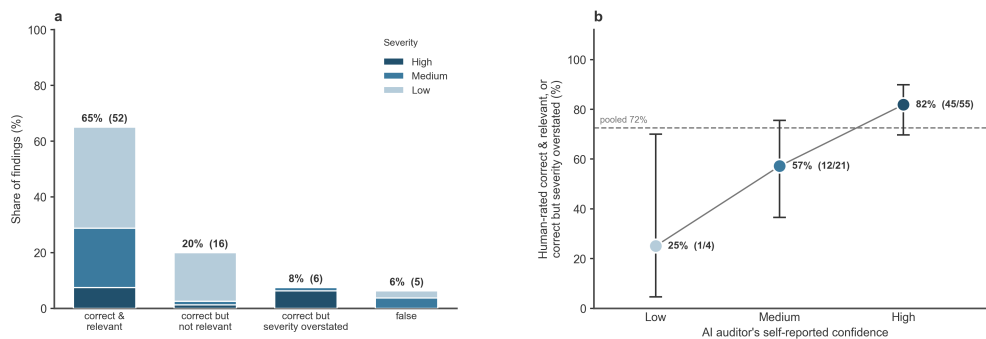 a
Share of findings (%)
100
80
60
40
20
0
Severity
High
Medium
Low
65% (52)
20% (16)
8% (6)
6% (5)
correct &
relevant
correct but
not relevant
correct but
severity overstated
false
b
Human-rated correct & relevant, or
correct but severity overstated (%)
100
80
60
40
20
0
pooled 72%
82% (45/55)
57% (12/21)
25% (1/4)
Low
Medium
High
AI auditor's self-reported confidence